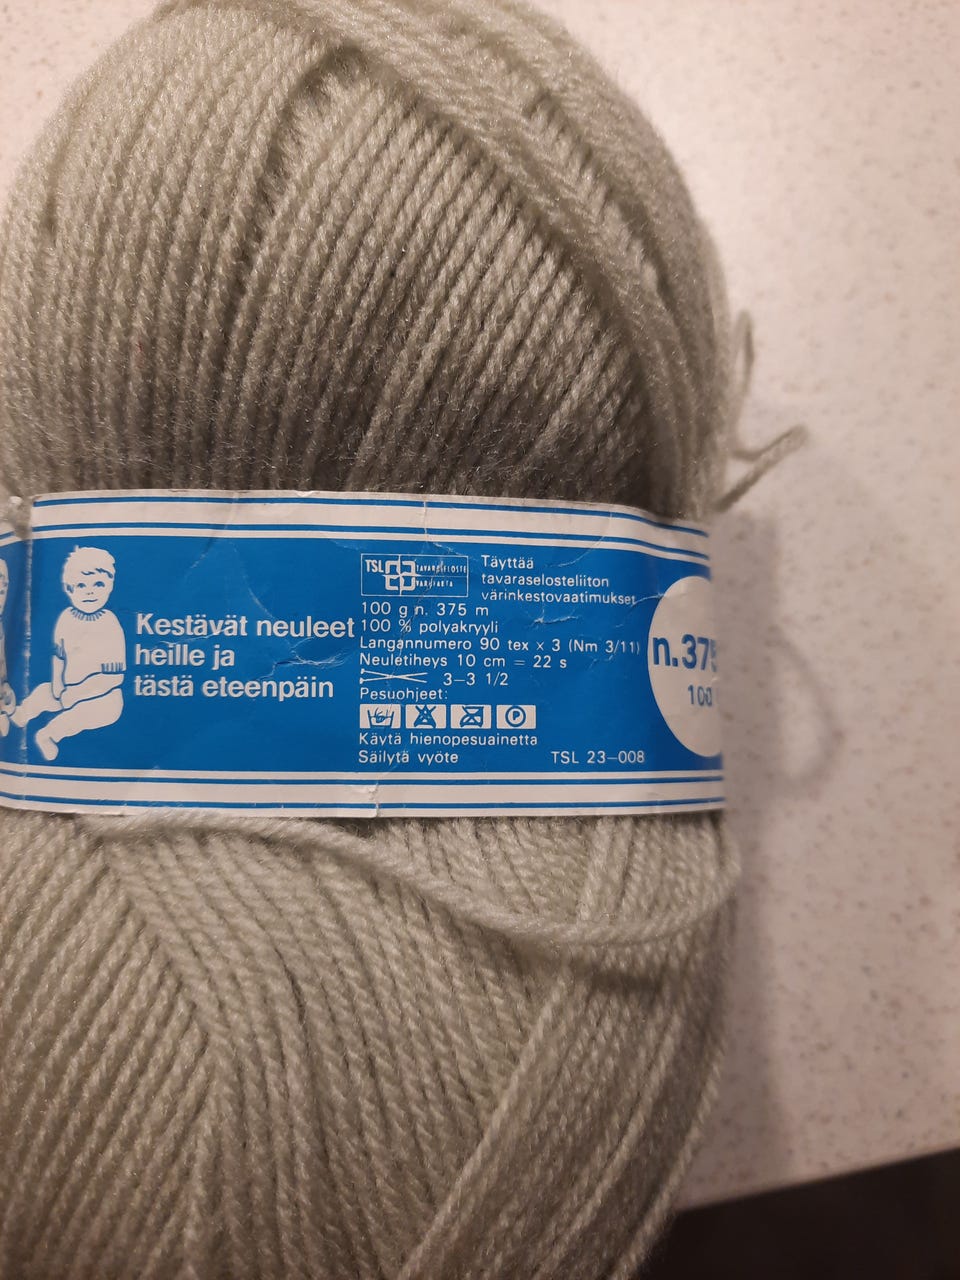 Kestävät neuleet
heille ja
tästä eteenpäin
TSL TAVARASELOSTE
VARUFAKTA
Täyttää
tavaraselosteliiton
värinkestovaatimukset
100 g n. 375 m
100 % polyakryyli
Langannumero 90 tex x 3 (Nm 3/11)
Neuletiheys 10 cm = 22 s
3—3 1/2
Pesuohjeet:
P
Käytä hienopesuainetta
Säilytä vyöte
TSL 23—008
n. 375
100